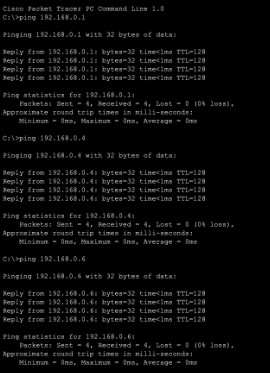 Cisco Packet Tracer PC Command Line 1.0
C:\>ping 192.168.0.1
Pinging 192.168.0.1 with 32 bytes of data:
Reply from 192.168.0.1: bytes=32 time<1ms TTL=128
Reply from 192.168.0.1: bytes=32 time<1ms TTL=128
Reply from 192.168.0.1: bytes=32 time<1ms TTL=128
Reply from 192.168.0.1: bytes=32 time<1ms TTL=128
Ping statistics for 192.168.0.1:
Packets: Sent = 4, Received = 4, Lost = 0 (0% loss),
Approximate round trip times in milli-seconds:
Minimum = 0ms, Maximum = 0ms, Average = 0ms
C:\>ping 192.168.0.4
Pinging 192.168.0.4 with 32 bytes of data:
Reply from 192.168.0.4: bytes=32 time<1ms TTL=128
Reply from 192.168.0.4: bytes=32 time<1ms TTL=128
Reply from 192.168.0.4: bytes=32 time<1ms TTL=128
Reply from 192.168.0.4: bytes=32 time<1ms TTL=128
Ping statistics for 192.168.0.4:
Packets: Sent = 4, Received = 4, Lost = 0 (0% loss),
Approximate round trip times in milli-seconds:
Minimum = 0ms, Maximum = 0ms, Average = 0ms
C:\>ping 192.168.0.6
Pinging 192.168.0.6 with 32 bytes of data:
Reply from 192.168.0.6: bytes=32 time<1ms TTL=128
Reply from 192.168.0.6: bytes=32 time<1ms TTL=128
Reply from 192.168.0.6: bytes=32 time<1ms TTL=128
Reply from 192.168.0.6: bytes=32 time<1ms TTL=128
Ping statistics for 192.168.0.6:
Packets: Sent = 4, Received = 4, Lost = 0 (0% loss),
Approximate round trip times in milli-seconds:
Minimum = 0ms, Maximum = 0ms, Average = 0ms